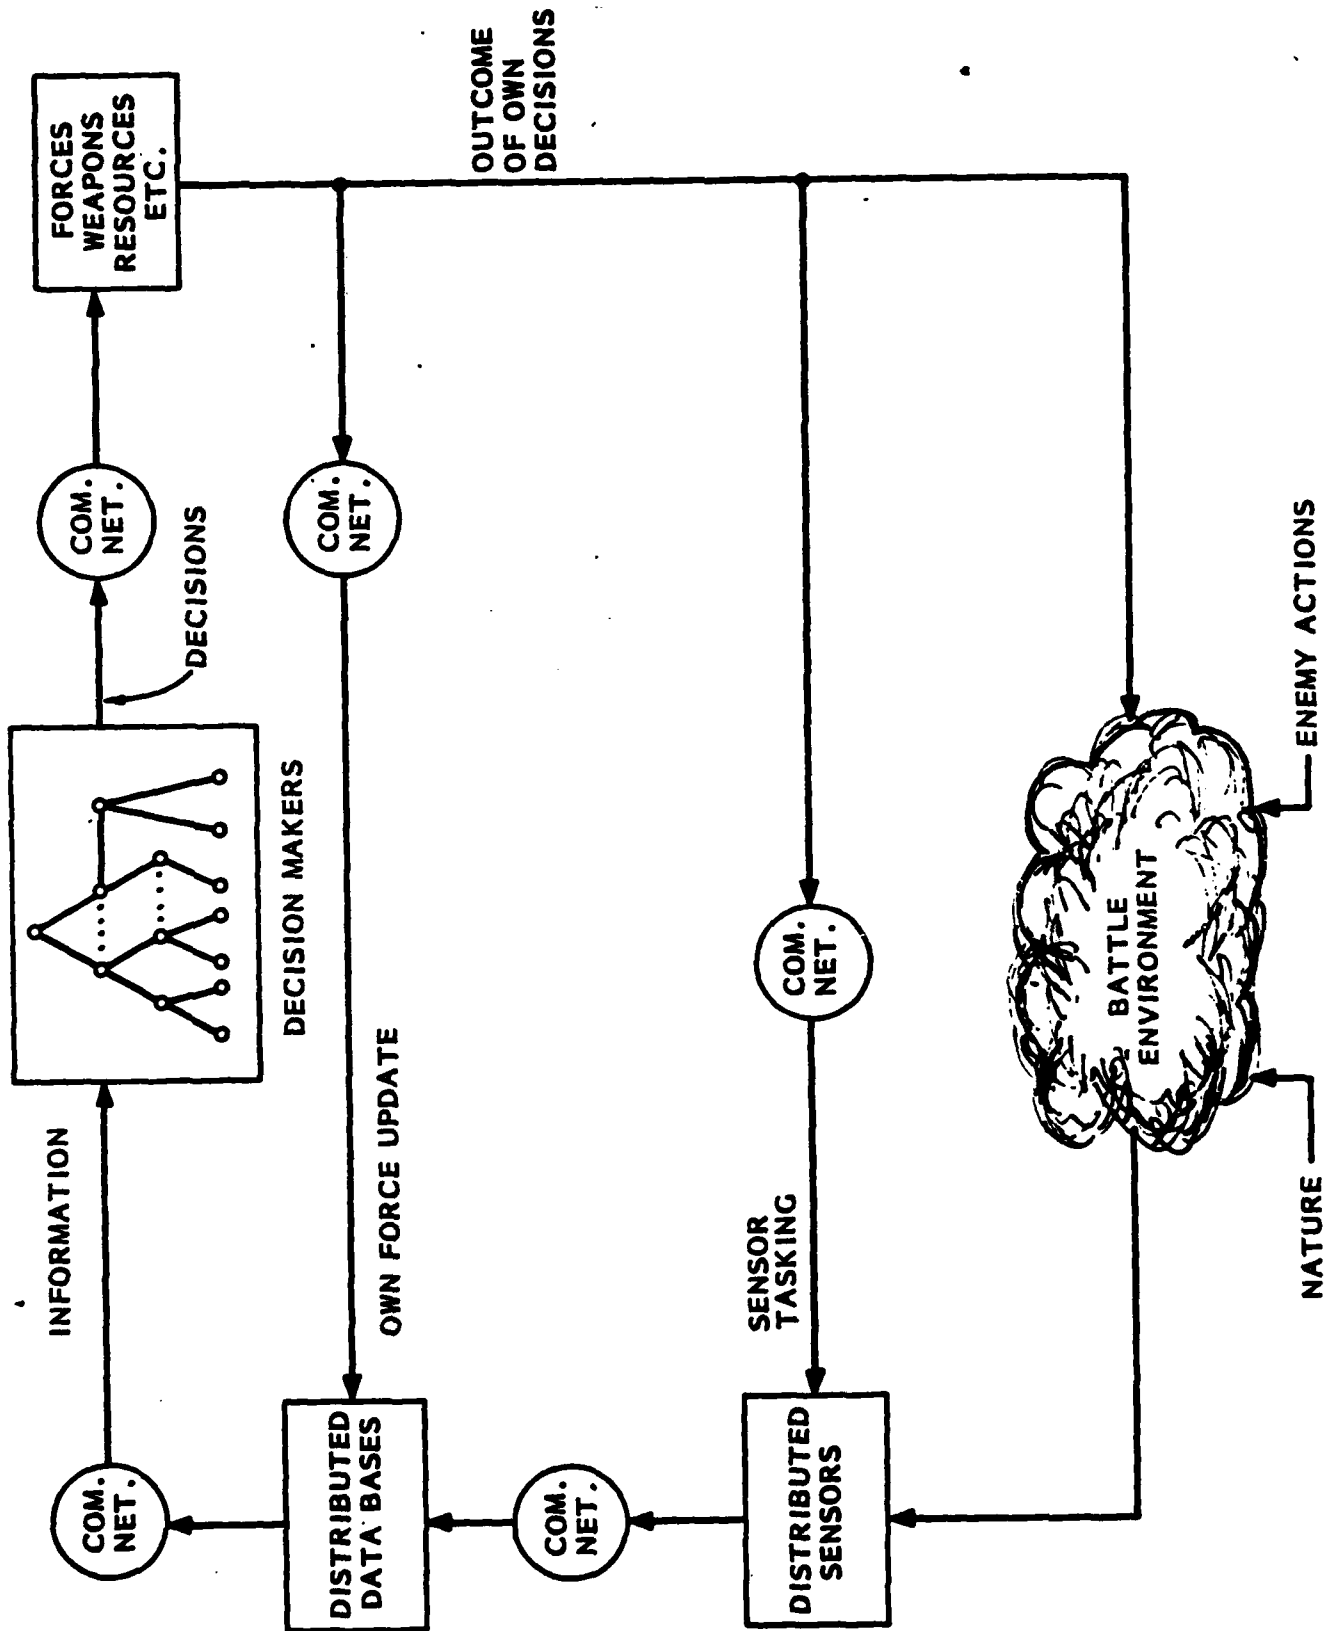 COM.
NET.
INFORMATION
DECISION MAKERS
DECISIONS
COM.
NET.
FORCES
WEAPONS
RESOURCES
ETC.
DISTRIBUTED
DATA BASES
OWN FORCE UPDATE
COM.
NET.
OUTCOME
OF OWN
DECISIONS
COM.
NET.
DISTRIBUTED
SENSORS
SENSOR
TASKING
COM.
NET.
BATTLE
ENVIRONMENT
NATURE
ENEMY ACTIONS